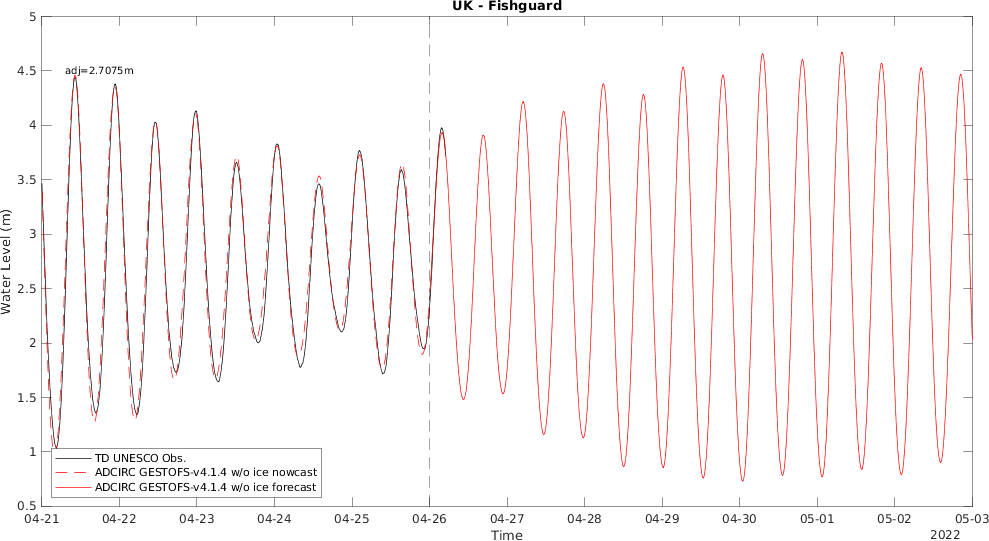 UK - Fishguard
5
4.5
4
3.5
3
2.5
2
1.5
1
0.5
Water Level (m)
adj=2.7075m
TD UNESCO Obs.
ADCIRC GESTOFS-v4.1.4 w/o ice nowcast
ADCIRC GESTOFS-v4.1.4 w/o ice forecast
04-21 04-22 04-23 04-24 04-25 04-26 04-27 04-28 04-29 04-30 05-01 05-02 05-03
Time
2022